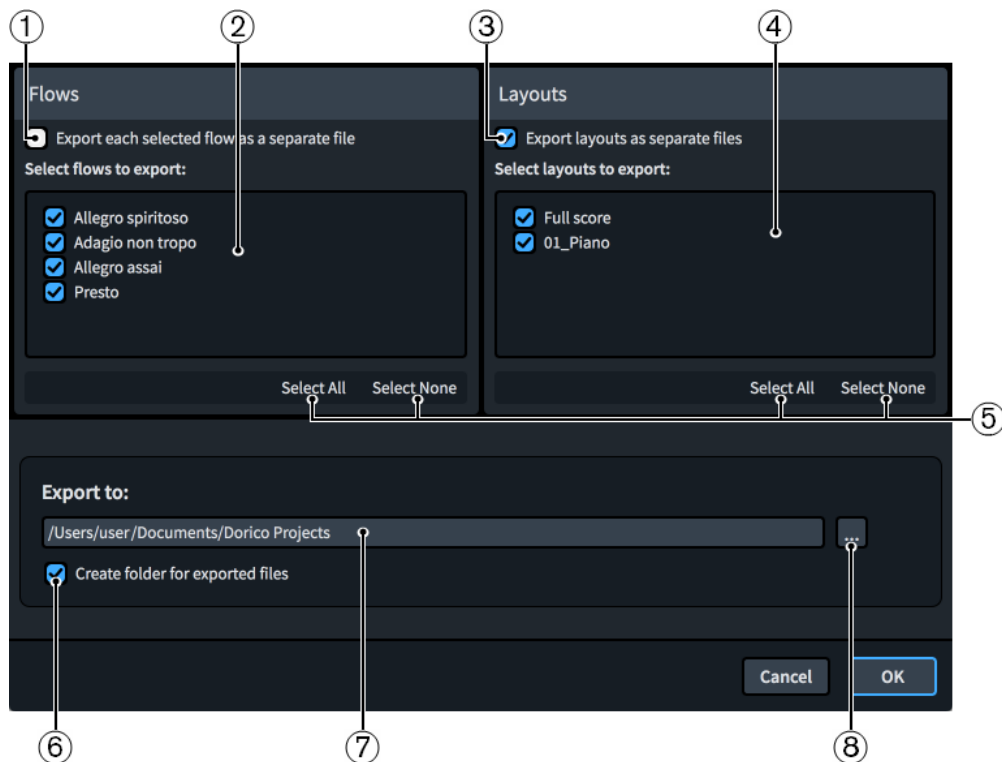 ① ② ③ ④
Flows
Export each selected flow as a separate file
Select flows to export:
Allegro spiritoso
Adagio non tropo
Allegro assai
Presto
Select All Select None
Layouts
Export layouts as separate files
Select layouts to export:
Full score
01_Piano
Select All Select None
⑤
Export to:
/Users/user/Documents/Dorico Projects
...
Create folder for exported files
Cancel OK
⑥ ⑦ ⑧